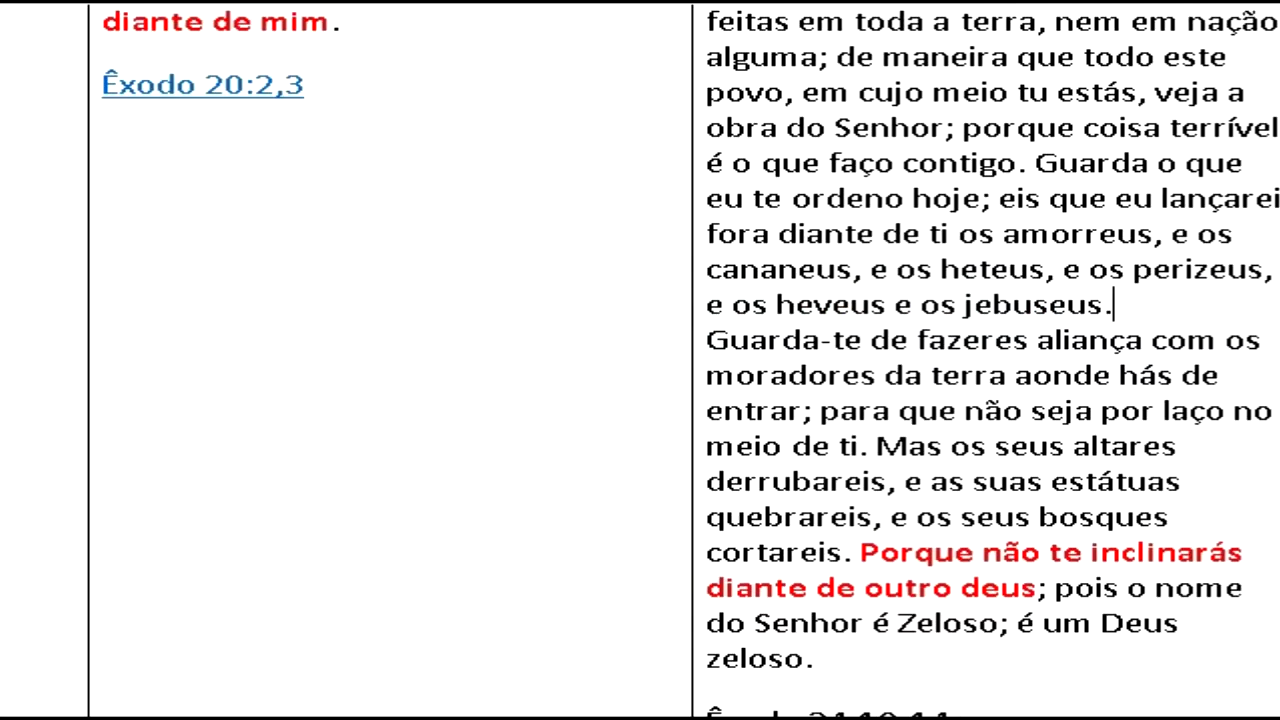 diante de mim.
Êxodo 20:2,3
feitas em toda a terra, nem em nação
alguma; de maneira que todo este
povo, em cujo meio tu estás, veja a
obra do Senhor; porque coisa terrível
é o que faço contigo. Guarda o que
eu te ordeno hoje; eis que eu lançarei
fora diante de ti os amorreus, e os
cananeus, e os heteus, e os perizeus,
e os heveus e os jebuseus.
Guarda-te de fazeres aliança com os
moradores da terra aonde hás de
entrar; para que não seja por laço no
meio de ti. Mas os seus altares
derrubareis, e as suas estátuas
quebrareis, e os seus bosques
cortareis. Porque não te inclinarás
diante de outro deus; pois o nome
do Senhor é Zeloso; é um Deus
zeloso.